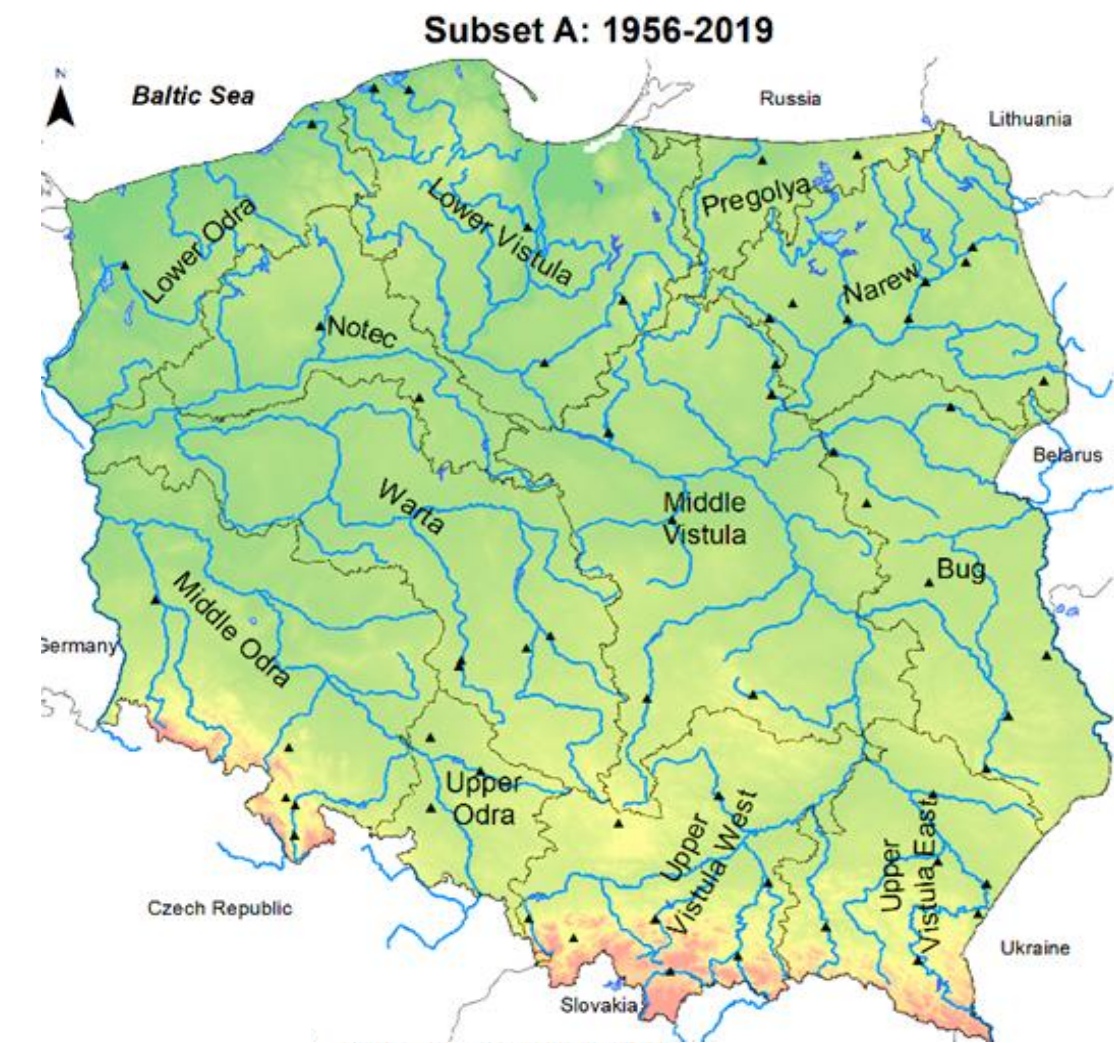 Subset A: 1956-2019
N
Baltic Sea
Russia
Lithuania
Pregolya
Lower Odra
Lower Vistula
Narew
Notec
Belarus
Warta
Middle
Vistula
Bug
Middle Odra
Germany
Upper
Odra
Upper
Vistula West
Upper
Vistula East
Czech Republic
Ukraine
Slovakia